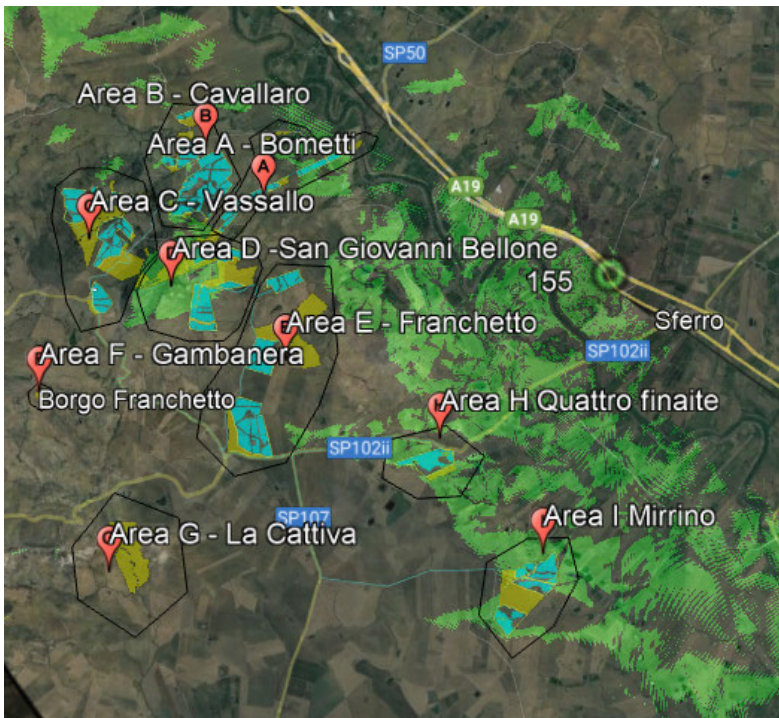 SP50
Area B - Cavallaro
B
Area A - Bometti
A
A19
Area C - Vassallo
A19
Area D -San Giovanni Bellone
155
Area E - Franchetto
Sferro
Area F - Gambanera
SP102ii
Borgo Franchetto
Area H Quattro finaite
SP102ii
Area I Mirrino
SP107
Area G - La Cattiva